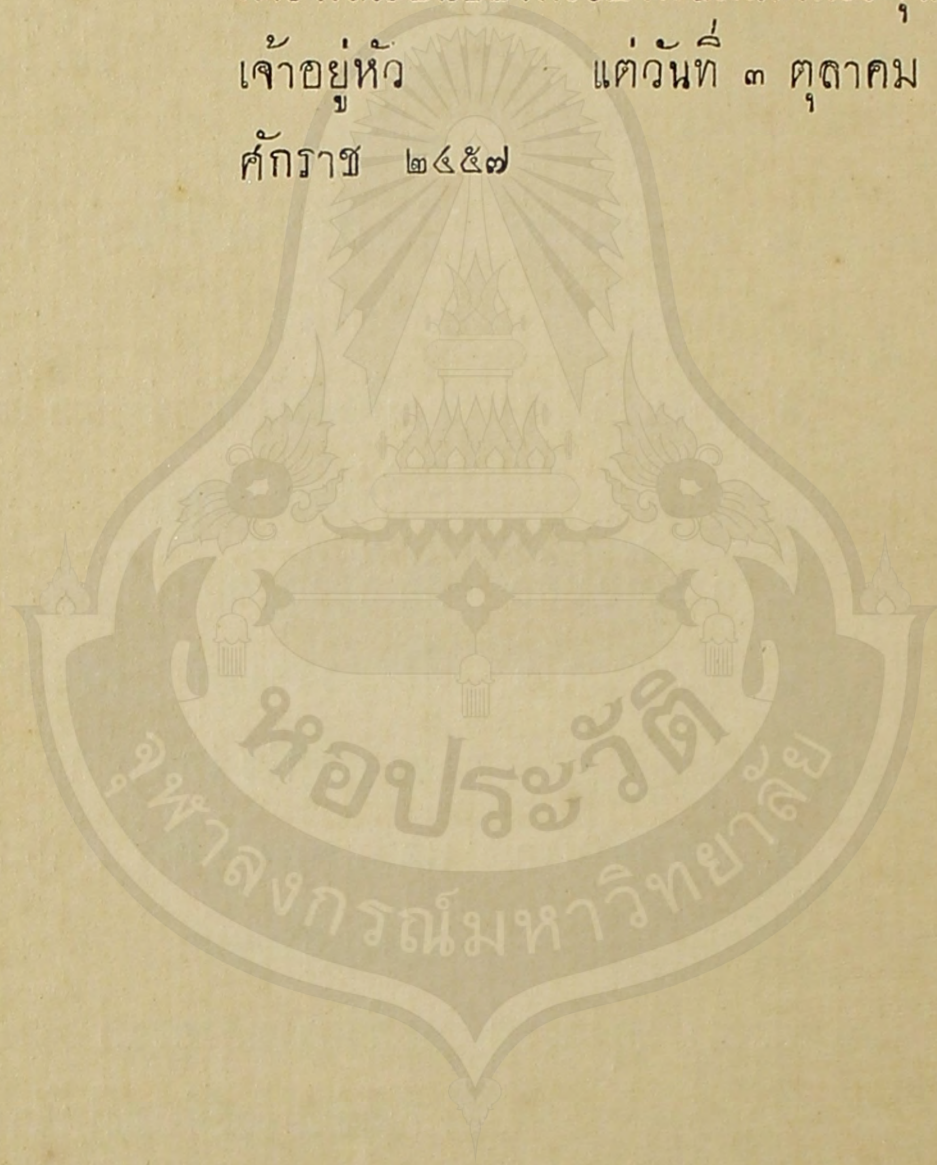 เจ้าอยู่หัว แต่วันที่ ๓ ตุลาคม
ศักราช ๒๔๕๗
หอประวัติ
จุฬาลงกรณ์มหาวิทยาลัย